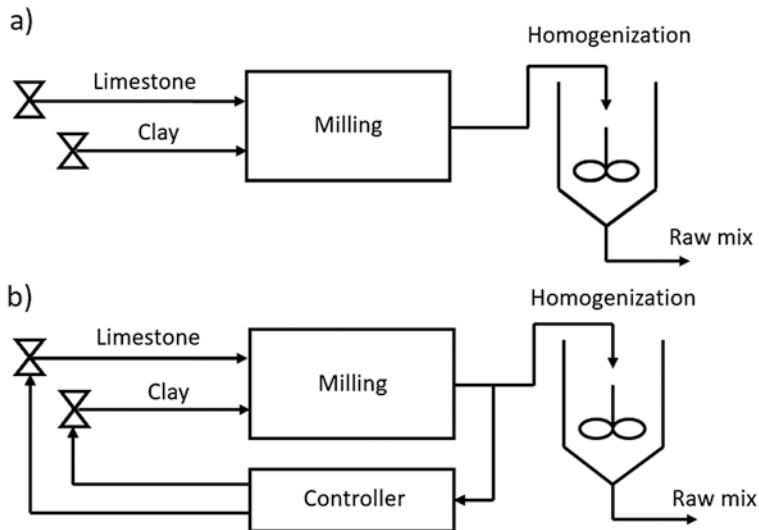 a)
Homogenization
Limestone
Milling
Clay
Raw mix
b)
Homogenization
Limestone
Milling
Clay
Controller
Raw mix